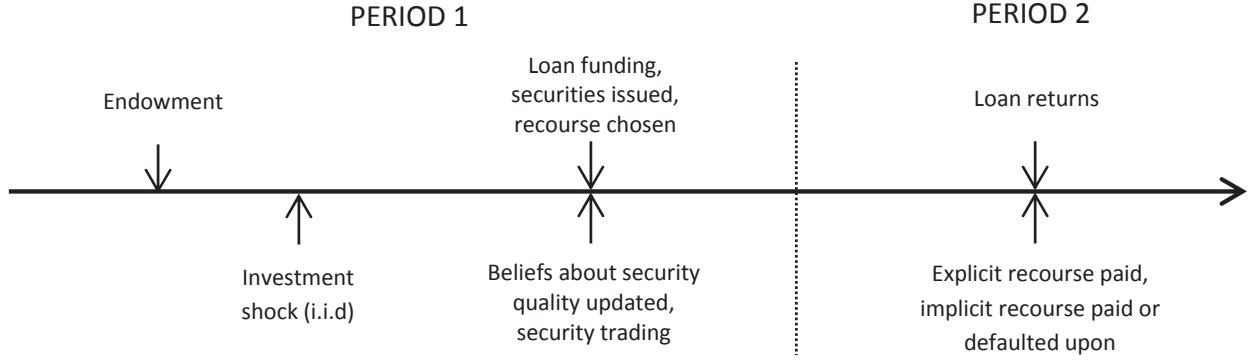 PERIOD 1
PERIOD 2
Endowment
Loan funding,
securities issued,
recourse chosen
Loan returns
Investment
shock (i.i.d)
Beliefs about security
quality updated,
security trading
Explicit recourse paid,
implicit recourse paid or
defaulted upon